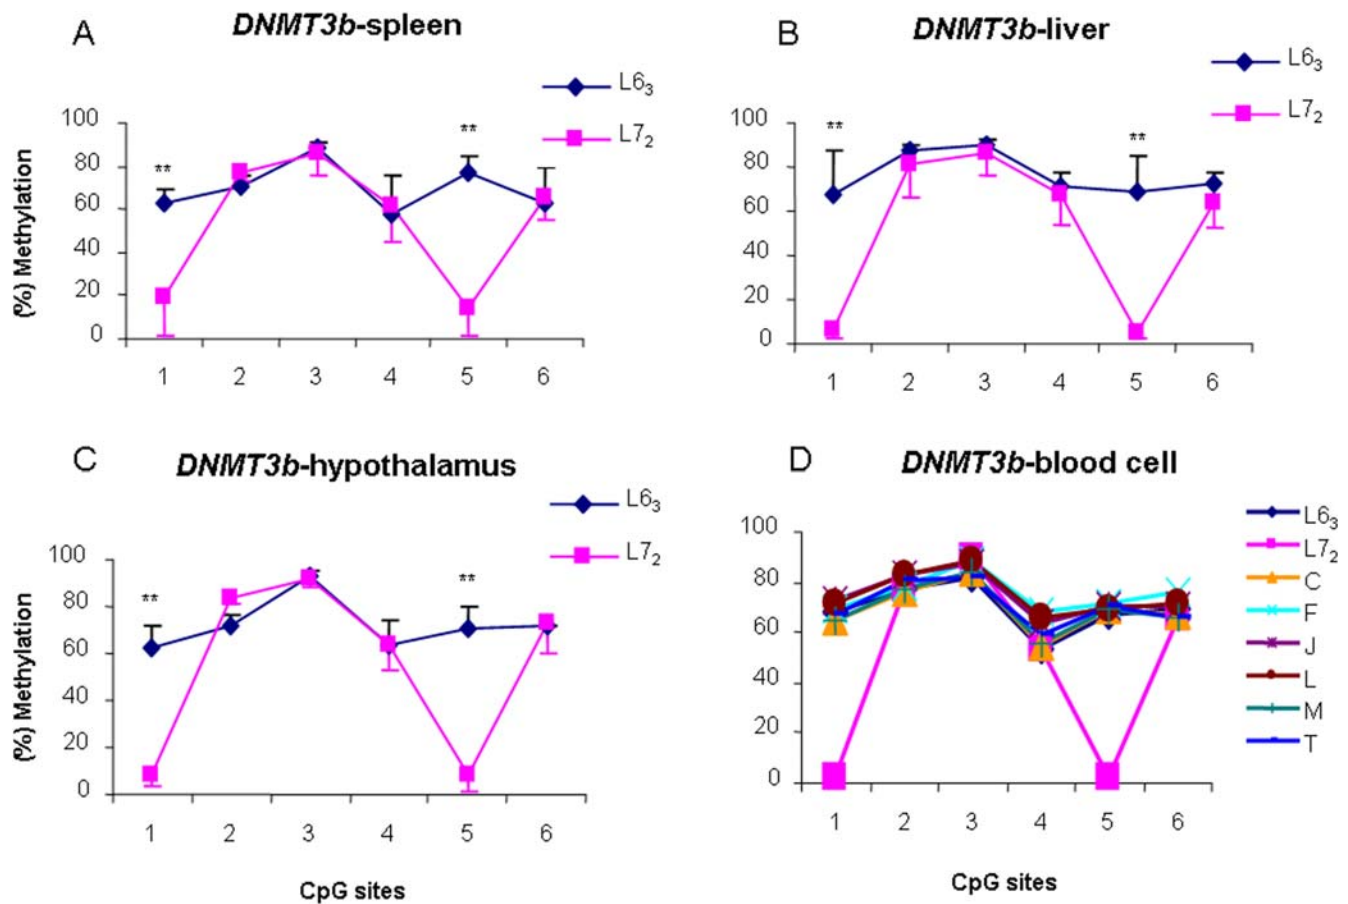 A
DNMT3b-spleen
L6₃
L7₂
(%) Methylation
100
80
60
40
20
0
**
**
1 2 3 4 5 6
B
DNMT3b-liver
L6₃
L7₂
100
80
60
40
20
0
**
**
1 2 3 4 5 6
C
DNMT3b-hypothalamus
L6₃
L7₂
(%) Methylation
100
80
60
40
20
0
**
**
1 2 3 4 5 6
CpG sites
D
DNMT3b-blood cell
L6₃
L7₂
C
F
J
L
M
T
100
80
60
40
20
0
1 2 3 4 5 6
CpG sites